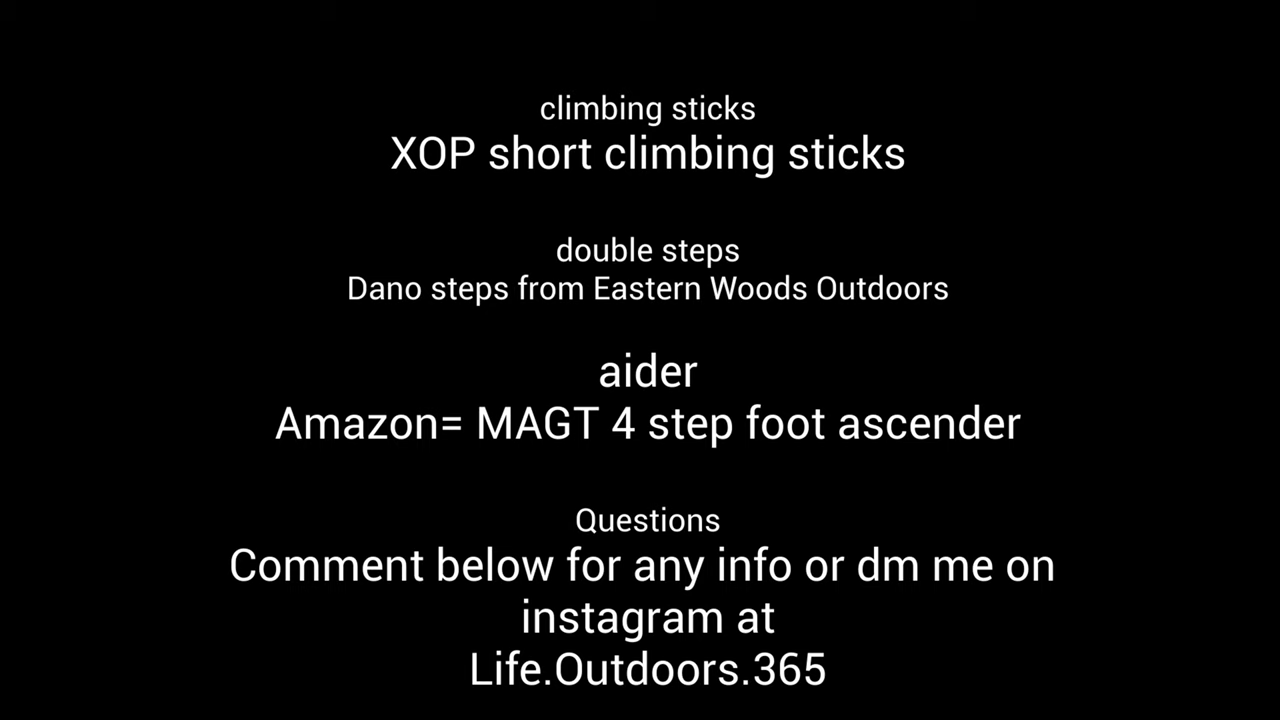 climbing sticks
XOP short climbing sticks
double steps
Dano steps from Eastern Woods Outdoors
aider
Amazon= MAGT 4 step foot ascender
Questions
Comment below for any info or dm me on
instagram at
Life.Outdoors.365